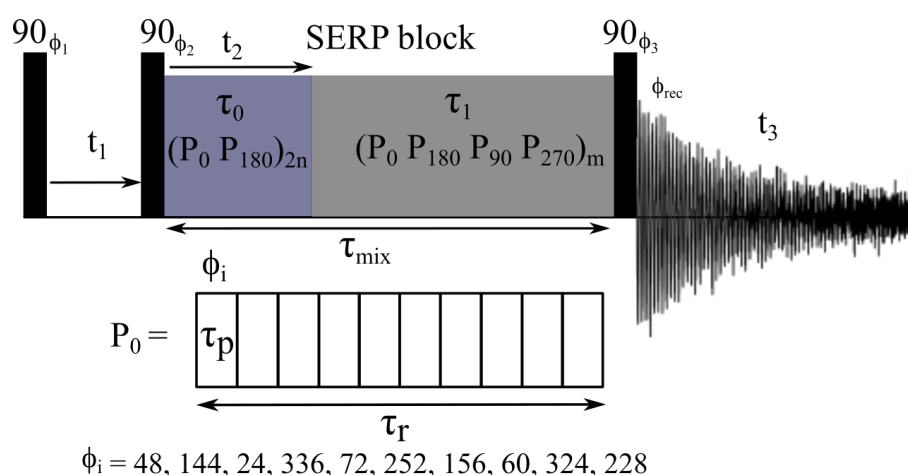 90ϕ₁ 90ϕ₂ t₂ SERP block 90ϕ₃
t₁ τ₀ τ₁ ϕrec t₃
(P₀ P₁₈₀)₂ₙ (P₀ P₁₈₀ P₉₀ P₂₇₀)ₘ
τmix
ϕᵢ
P₀ = τp
τᵣ
ϕᵢ = 48, 144, 24, 336, 72, 252, 156, 60, 324, 228